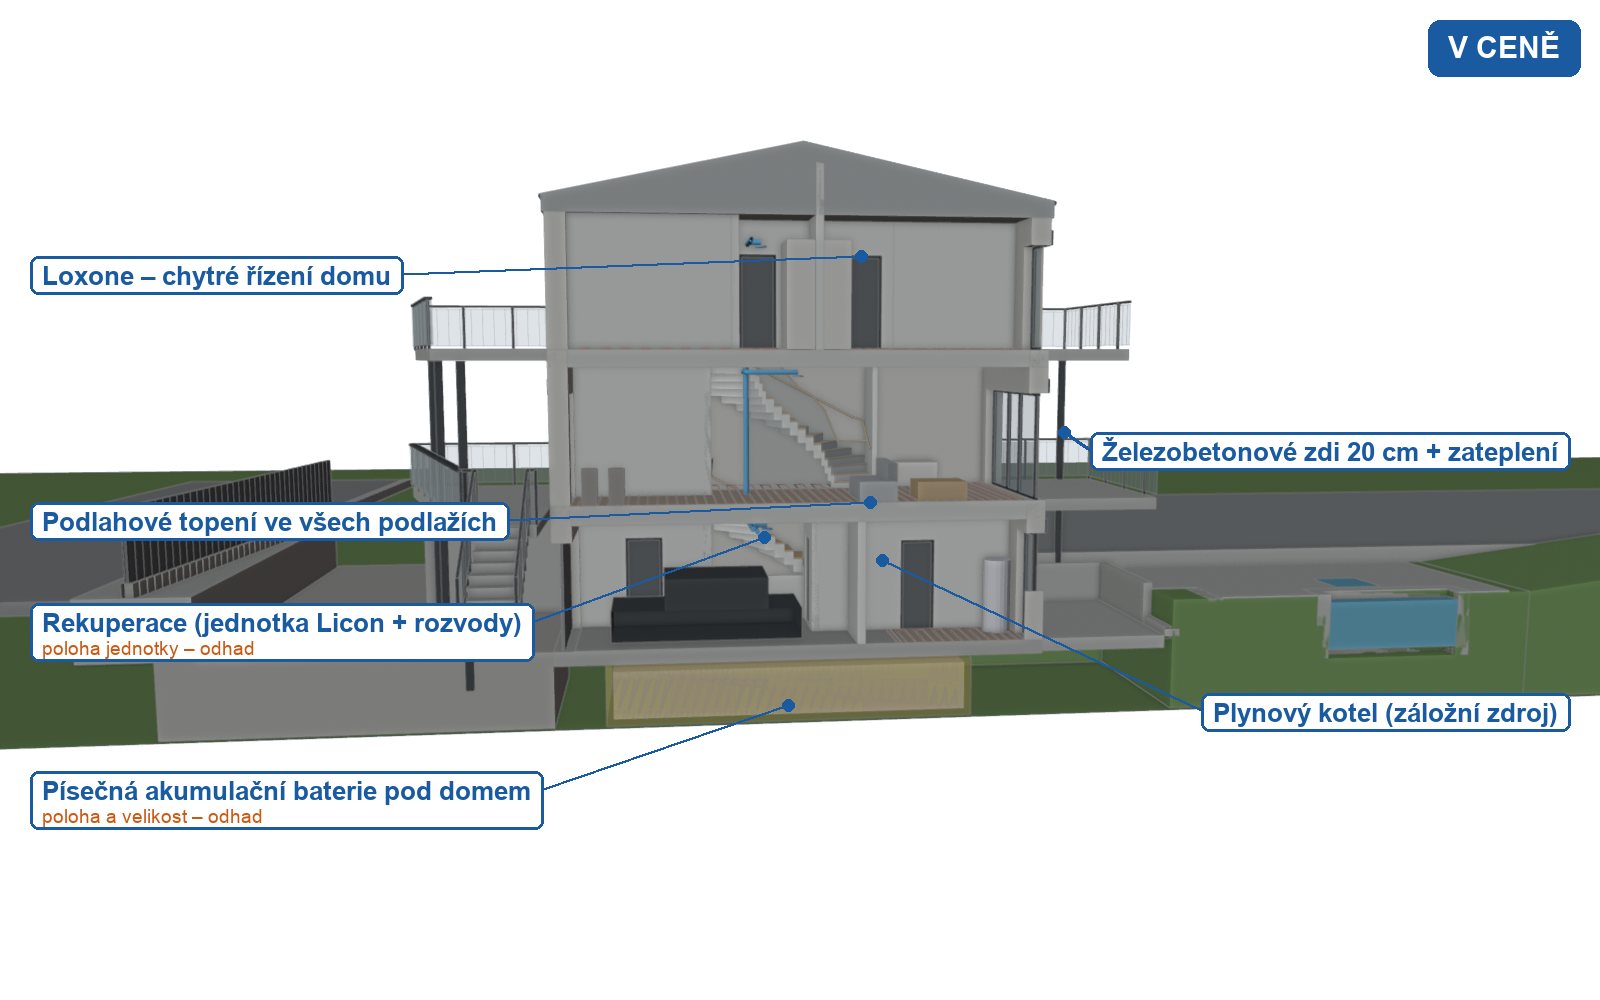 V CENĚ
Loxone – chytré řízení domu
Železobetonové zdi 20 cm + zateplení
Podlahové topení ve všech podlažích
Rekuperace (jednotka Licon + rozvody)
poloha jednotky – odhad
Plynový kotel (záložní zdroj)
Písečná akumulační baterie pod domem
poloha a velikost – odhad